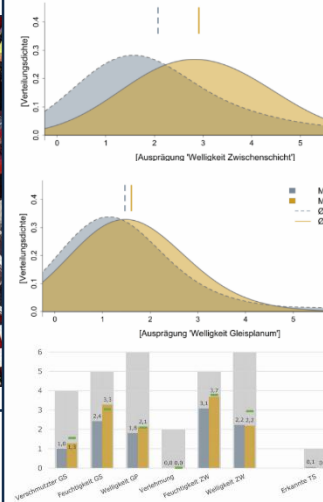 [Verteilungsdichte]
0.0 0.1 0.2 0.3 0.4
0 1 2 3 4 5
[Ausprägung 'Welligkeit Zwischenschicht']
[Verteilungsdichte]
0.0 0.1 0.2 0.3 0.4
M
M
Ø
Ø
0 1 2 3 4 5
[Ausprägung 'Welligkeit Gleisplanum']
6
5
4
3
2
1
0
1,0 1,3
2,4 3,3
1,8 2,1
0,0 0,0
3,1 3,7
2,2 2,2
0,1 0
Verschmutzter GS
Feuchtigkeit GS
Welligkeit GP
Verlehmung
Feuchtigkeit ZW
Welligkeit ZW
Erkannte TS